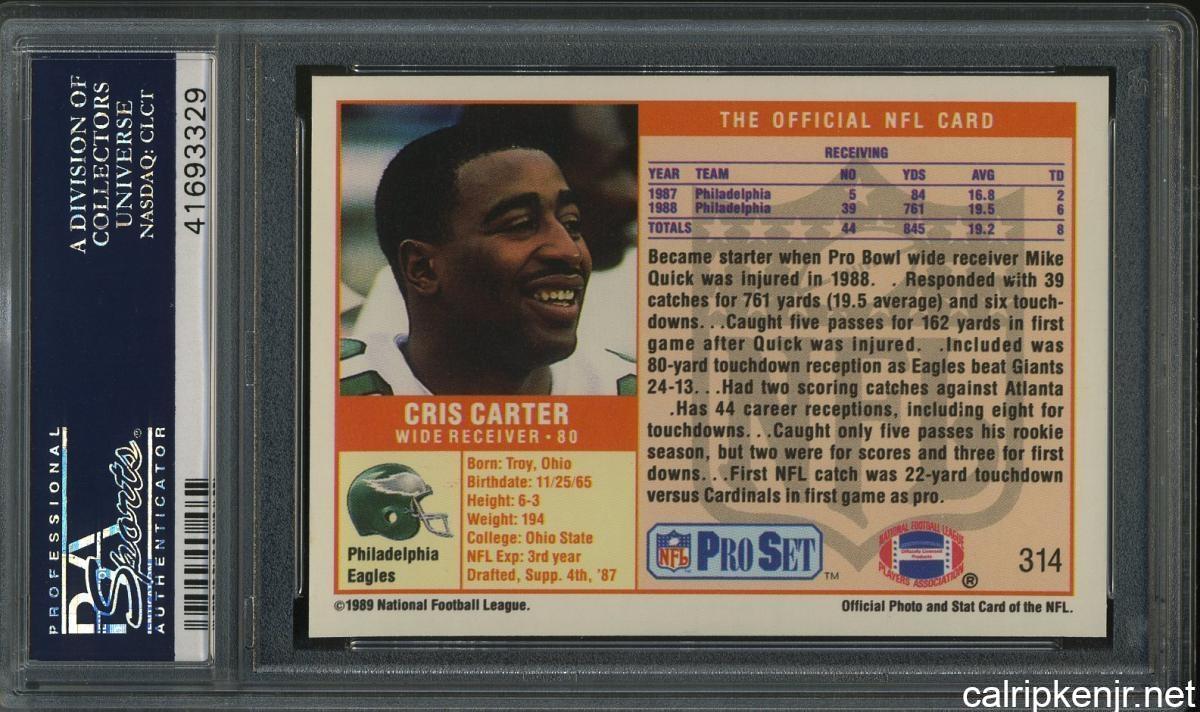 A DIVISION OF
COLLECTORS
UNIVERSE
NASDAQ: CLCT
41693329
PROFESSIONAL
PSA
Sports®
AUTHENTICATOR
THE OFFICIAL NFL CARD
RECEIVING
YEAR TEAM NO YDS AVG TD
1987 Philadelphia 5 84 16.8 2
1988 Philadelphia 39 761 19.5 6
TOTALS 44 845 19.2 8
Became starter when Pro Bowl wide receiver Mike
Quick was injured in 1988. . Responded with 39
catches for 761 yards (19.5 average) and six touch-
downs. . .Caught five passes for 162 yards in first
game after Quick was injured. .Included was
80-yard touchdown reception as Eagles beat Giants
24-13. . .Had two scoring catches against Atlanta
.Has 44 career receptions, including eight for
touchdowns. . .Caught only five passes his rookie
season, but two were for scores and three for first
downs. . .First NFL catch was 22-yard touchdown
versus Cardinals in first game as pro.
CRIS CARTER
WIDE RECEIVER • 80
Philadelphia
Eagles
Born: Troy, Ohio
Birthdate: 11/25/65
Height: 6-3
Weight: 194
College: Ohio State
NFL Exp: 3rd year
Drafted, Supp. 4th, '87
NFL PRO SET™
NATIONAL FOOTBALL LEAGUE
Officially Licensed
Products
PLAYERS ASSOCIATION ®
314
©1989 National Football League.
Official Photo and Stat Card of the NFL.
calripkenjr.net